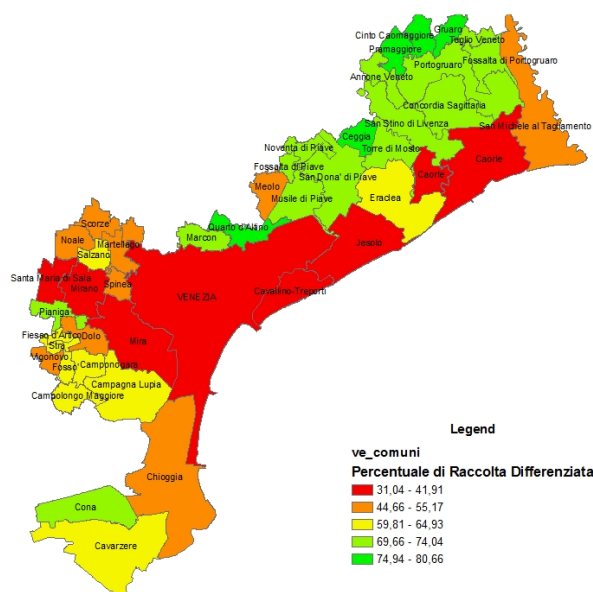 Gruaro
Cinto Caomaggiore
Teglio Veneto
Pramaggiore
Portogruaro
Fossalta di Portogruaro
Annone Veneto
Concordia Sagittaria
San Stino di Livenza
San Michele al Tagliamento
Ceggia
Noventa di Piave
Torre di Mosto
Caorle
Fossalta di Piave
San Dona' di Piave
Caorle
Meolo
Musile di Piave
Eraclea
Scorze
Quarto d'Altino
Marcon
Noale
Martellago
Jesolo
Salzano
Santa Maria di Sala
Spinea
Mirano
Cavallino-Treporti
VENEZIA
Pianiga
Fiesso d'Artico
Dolo
Mira
Stra
Vigonovo
Fosso
Camponogara
Campagna Lupia
Campolongo Maggiore
Chioggia
Cona
Cavarzere
Legend
ve_comuni
Percentuale di Raccolta Differenziata
31,04 - 41,91
44,66 - 55,17
59,81 - 64,93
69,66 - 74,04
74,94 - 80,66